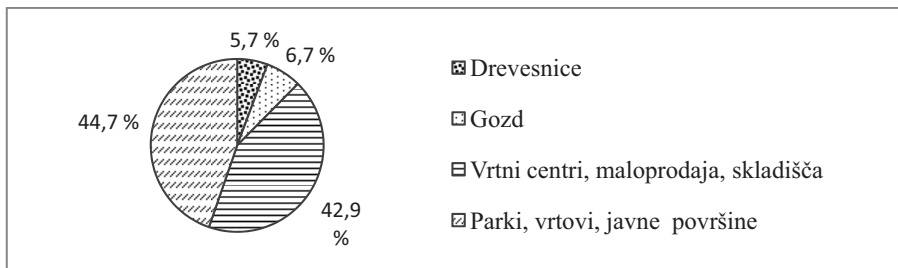 5,7 %
6,7 %
44,7 %
42,9
%
Drevesnice
Gozd
Vrtni centri, maloprodaja, skladišča
Parki, vrtovi, javne površine